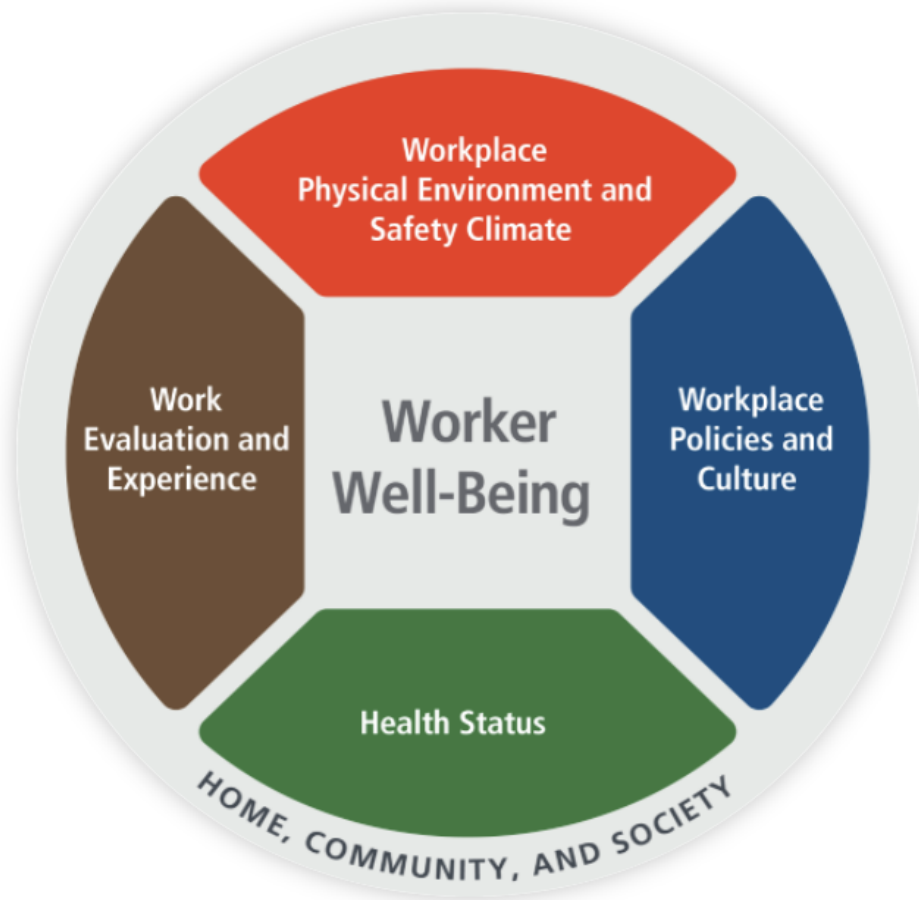 Workplace
Physical Environment and
Safety Climate
Work
Evaluation and
Experience
Worker
Well-Being
Workplace
Policies and
Culture
Health Status
HOME, COMMUNITY, AND SOCIETY